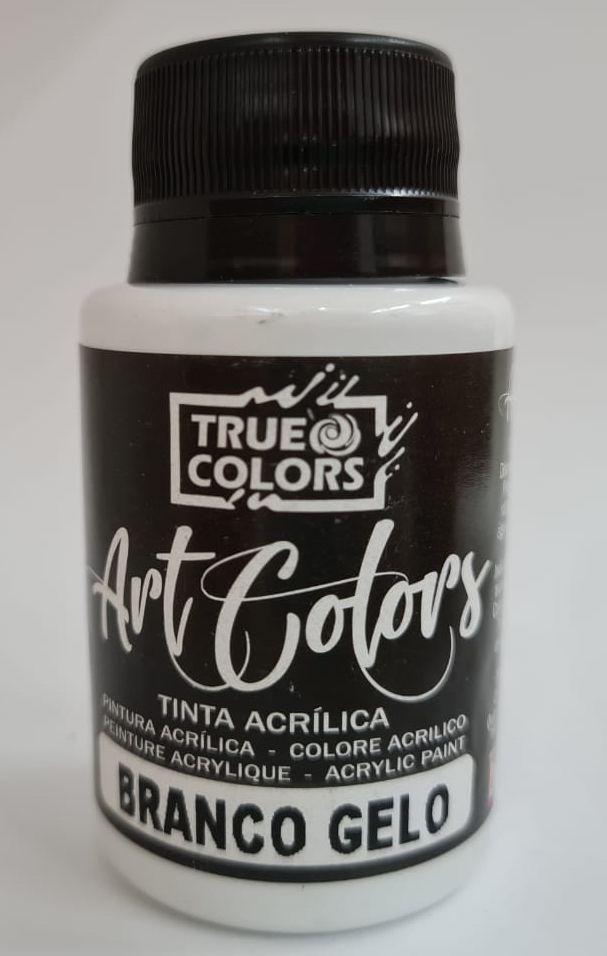 TRUE
COLORS
Art Colors
TINTA ACRÍLICA
PINTURA ACRÍLICA - COLORE ACRILICO
PEINTURE ACRYLIQUE - ACRYLIC PAINT
BRANCO GELO